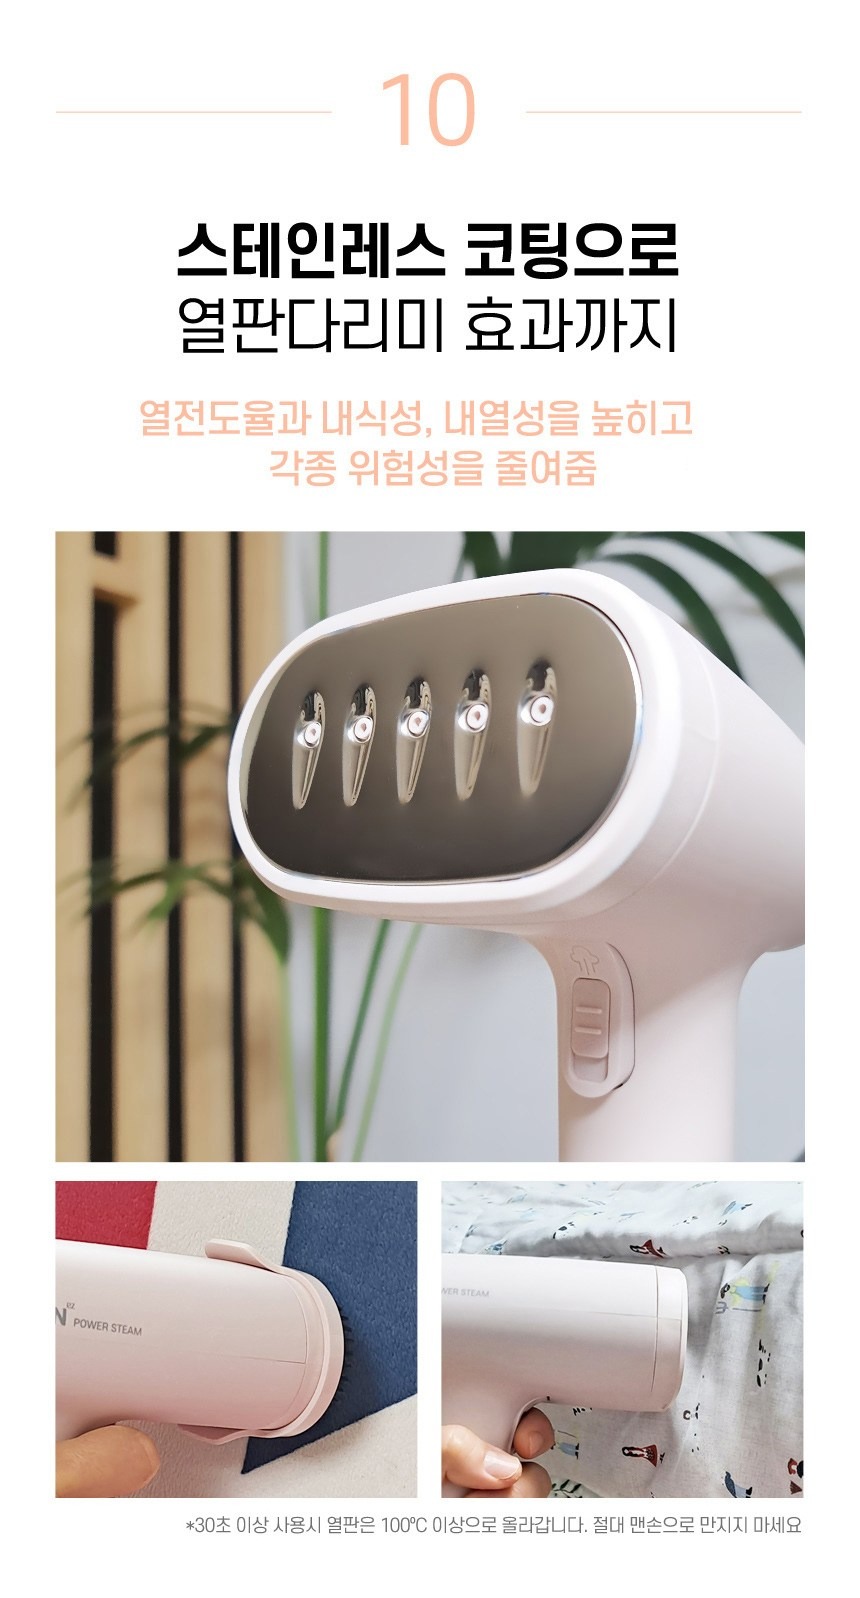 10
스테인레스 코팅으로
열판다리미 효과까지
열전도율과 내식성, 내열성을 높히고
각종 위험성을 줄여줌
N EZ POWER STEAM
WER STEAM
*30초 이상 사용시 열판은 100℃ 이상으로 올라갑니다. 절대 맨손으로 만지지 마세요